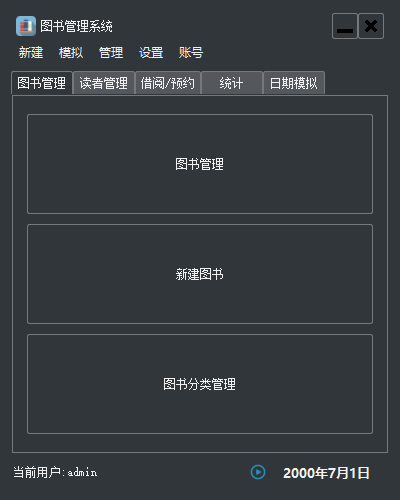 图书管理系统
新建 模拟 管理 设置 账号
图书管理 读者管理 借阅/预约 统计 日期模拟
图书管理
新建图书
图书分类管理
当前用户:admin 2000年7月1日